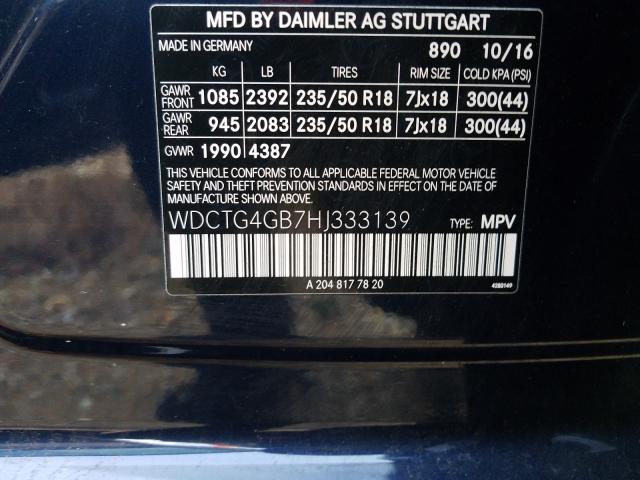 MFD BY DAIMLER AG STUTTGART
MADE IN GERMANY 890 10/16
KG LB TIRES RIM SIZE COLD KPA (PSI)
GAWR FRONT 1085 2392 235/50 R18 7Jx18 300(44)
GAWR REAR 945 2083 235/50 R18 7Jx18 300(44)
GVWR 1990 4387
THIS VEHICLE CONFORMS TO ALL APPLICABLE FEDERAL MOTOR VEHICLE
SAFETY AND THEFT PREVENTION STANDARDS IN EFFECT ON THE DATE OF
MANUFACTURE SHOWN ABOVE.
WDCTG4GB7HJ333139 TYPE: MPV
A 204 817 78 20 4280149